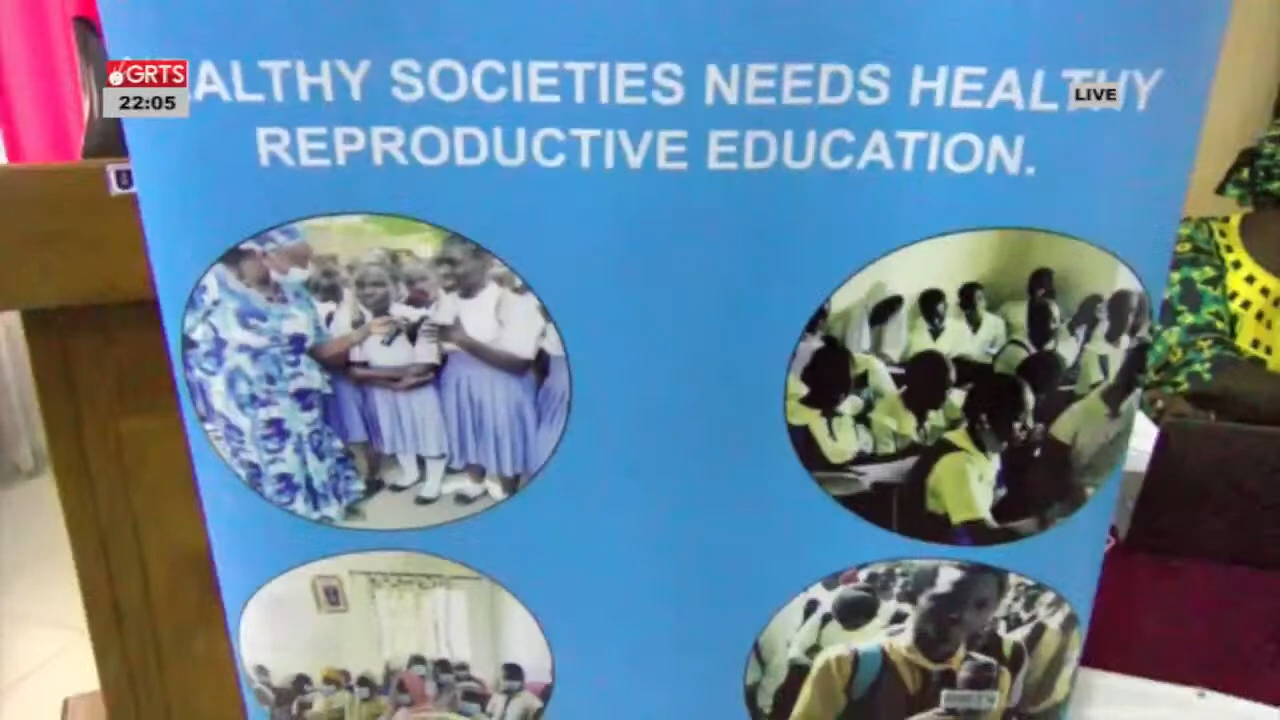 GRTS
22:05
LIVE
ALTHY SOCIETIES NEEDS HEALTHY
REPRODUCTIVE EDUCATION.